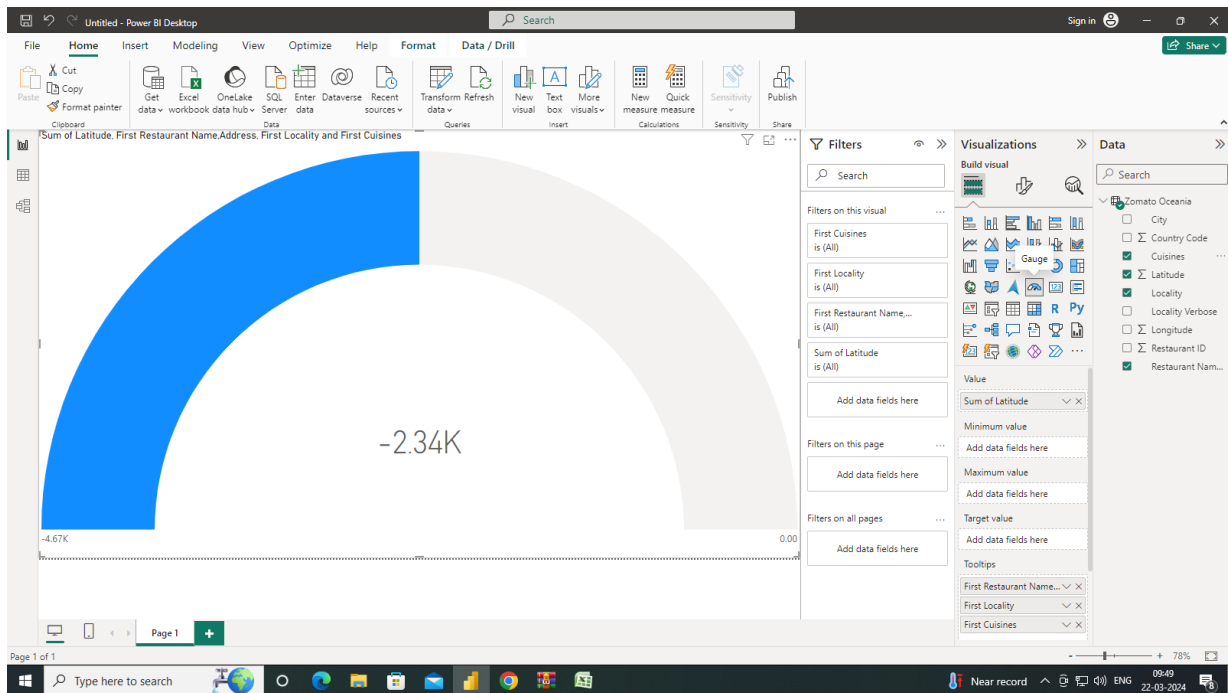 Untitled - Power BI Desktop
Search
Sign in
File Home Insert Modeling View Optimize Help Format Data / Drill
Share
Paste
Cut
Copy
Format painter
Get data
Excel workbook
OneLake data hub
SQL Server
Enter data
Dataverse
Recent sources
Transform data
Refresh
New visual
Text box
More visuals
New measure
Quick measure
Sensitivity
Publish
Clipboard Data Queries Insert Calculations Sensitivity Share
Sum of Latitude, First Restaurant Name,Address, First Locality and First Cuisines
-2.34K
-4.67K
0.00
Filters
Search
Filters on this visual
First Cuisines
is (All)
First Locality
is (All)
First Restaurant Name,...
is (All)
Sum of Latitude
is (All)
Add data fields here
Filters on this page
Add data fields here
Filters on all pages
Add data fields here
Visualizations
Build visual
Gauge
123
R Py
123
Value
Sum of Latitude
Minimum value
Add data fields here
Maximum value
Add data fields here
Target value
Add data fields here
Tooltips
First Restaurant Name...
First Locality
First Cuisines
Data
Search
Zomato Oceania
City
Σ Country Code
Cuisines
Σ Latitude
Locality
Locality Verbose
Σ Longitude
Σ Restaurant ID
Restaurant Nam...
Page 1
Page 1 of 1
- + 78%
Type here to search
Near record
ENG
09:49
22-03-2024